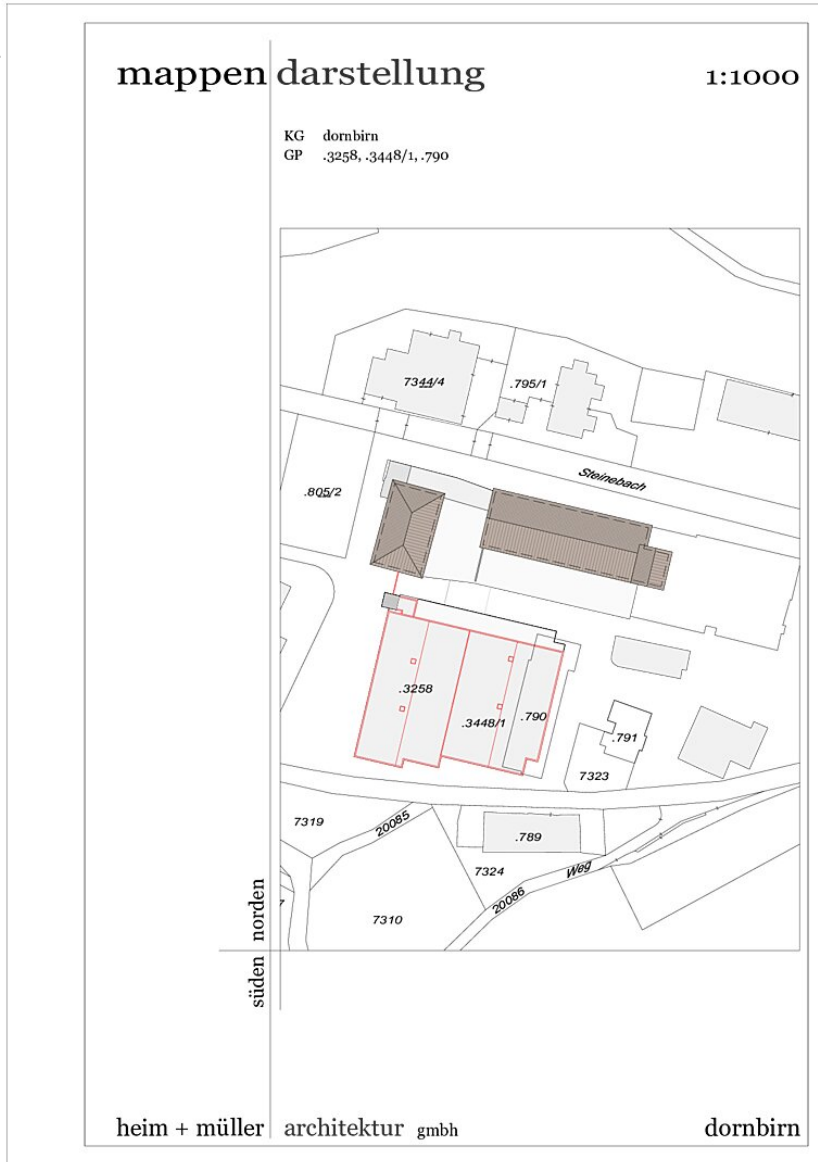 mappen darstellung 1:1000
KG dornbirn
GP .3258, .3448/1, .790
7344/4
.795/1
Steinebach
.805/2
.3258
.3448/1
.790
.791
7323
7319
20085
.789
7324
Weg
20086
7310
7
süden norden
heim + müller architektur gmbh dornbirn